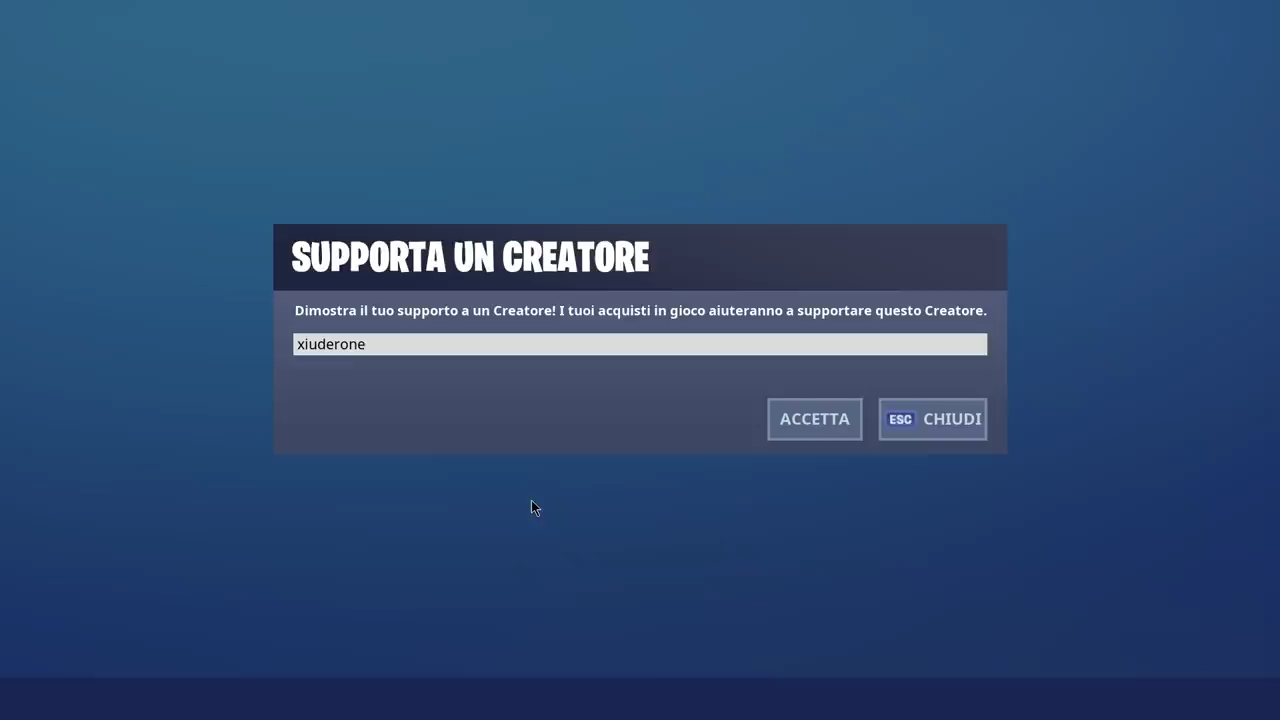 SUPPORTA UN CREATORE
Dimostra il tuo supporto a un Creatore! I tuoi acquisti in gioco aiuteranno a supportare questo Creatore.
xiuderone
ACCETTA
ESC CHIUDI